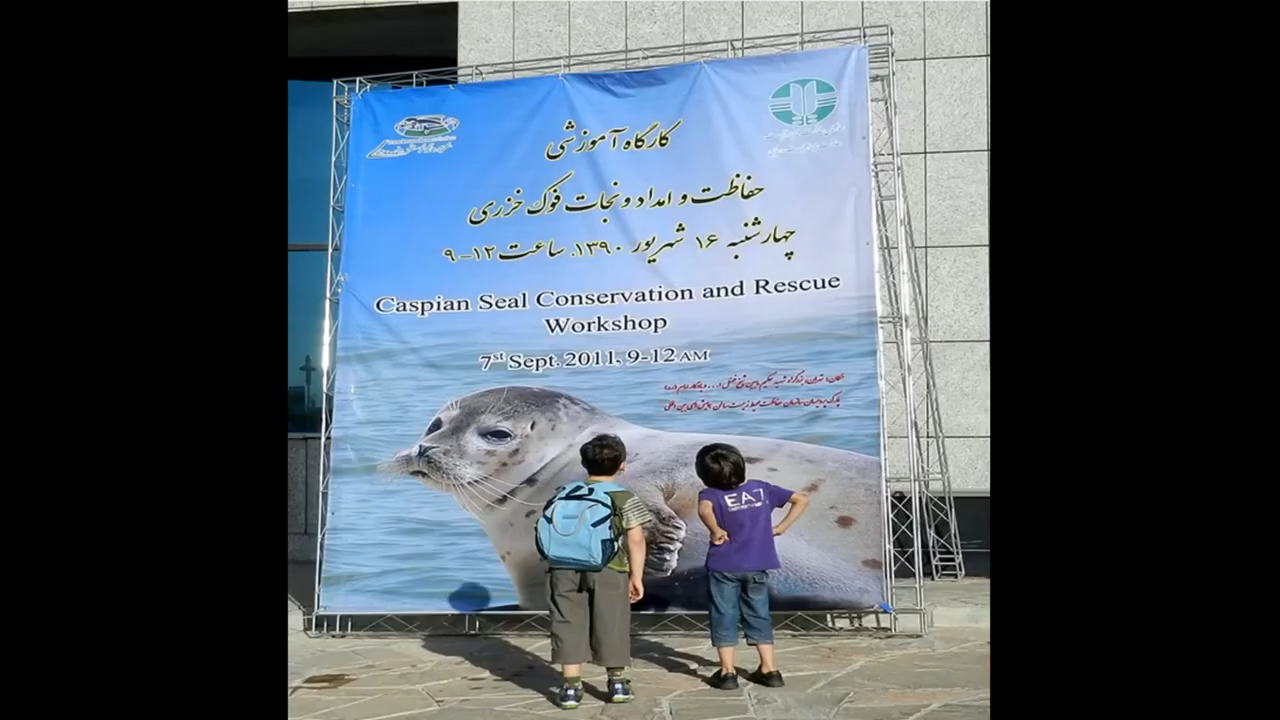 کارگاه آموزشی
حفاظت و امداد و نجات فوک خزری
چهارشنبه ۱۶ شهریور ۱۳۹۰، ساعت ۱۲-۹
Caspian Seal Conservation and Rescue
Workshop
7st Sept. 2011, 9-12 AM
EA7